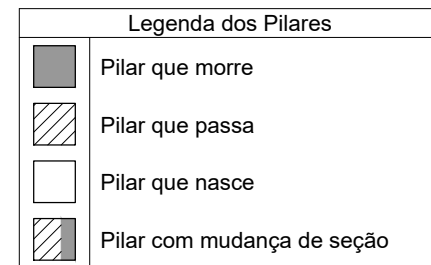 Legenda dos Pilares
Pilar que morre
Pilar que passa
Pilar que nasce
Pilar com mudança de seção